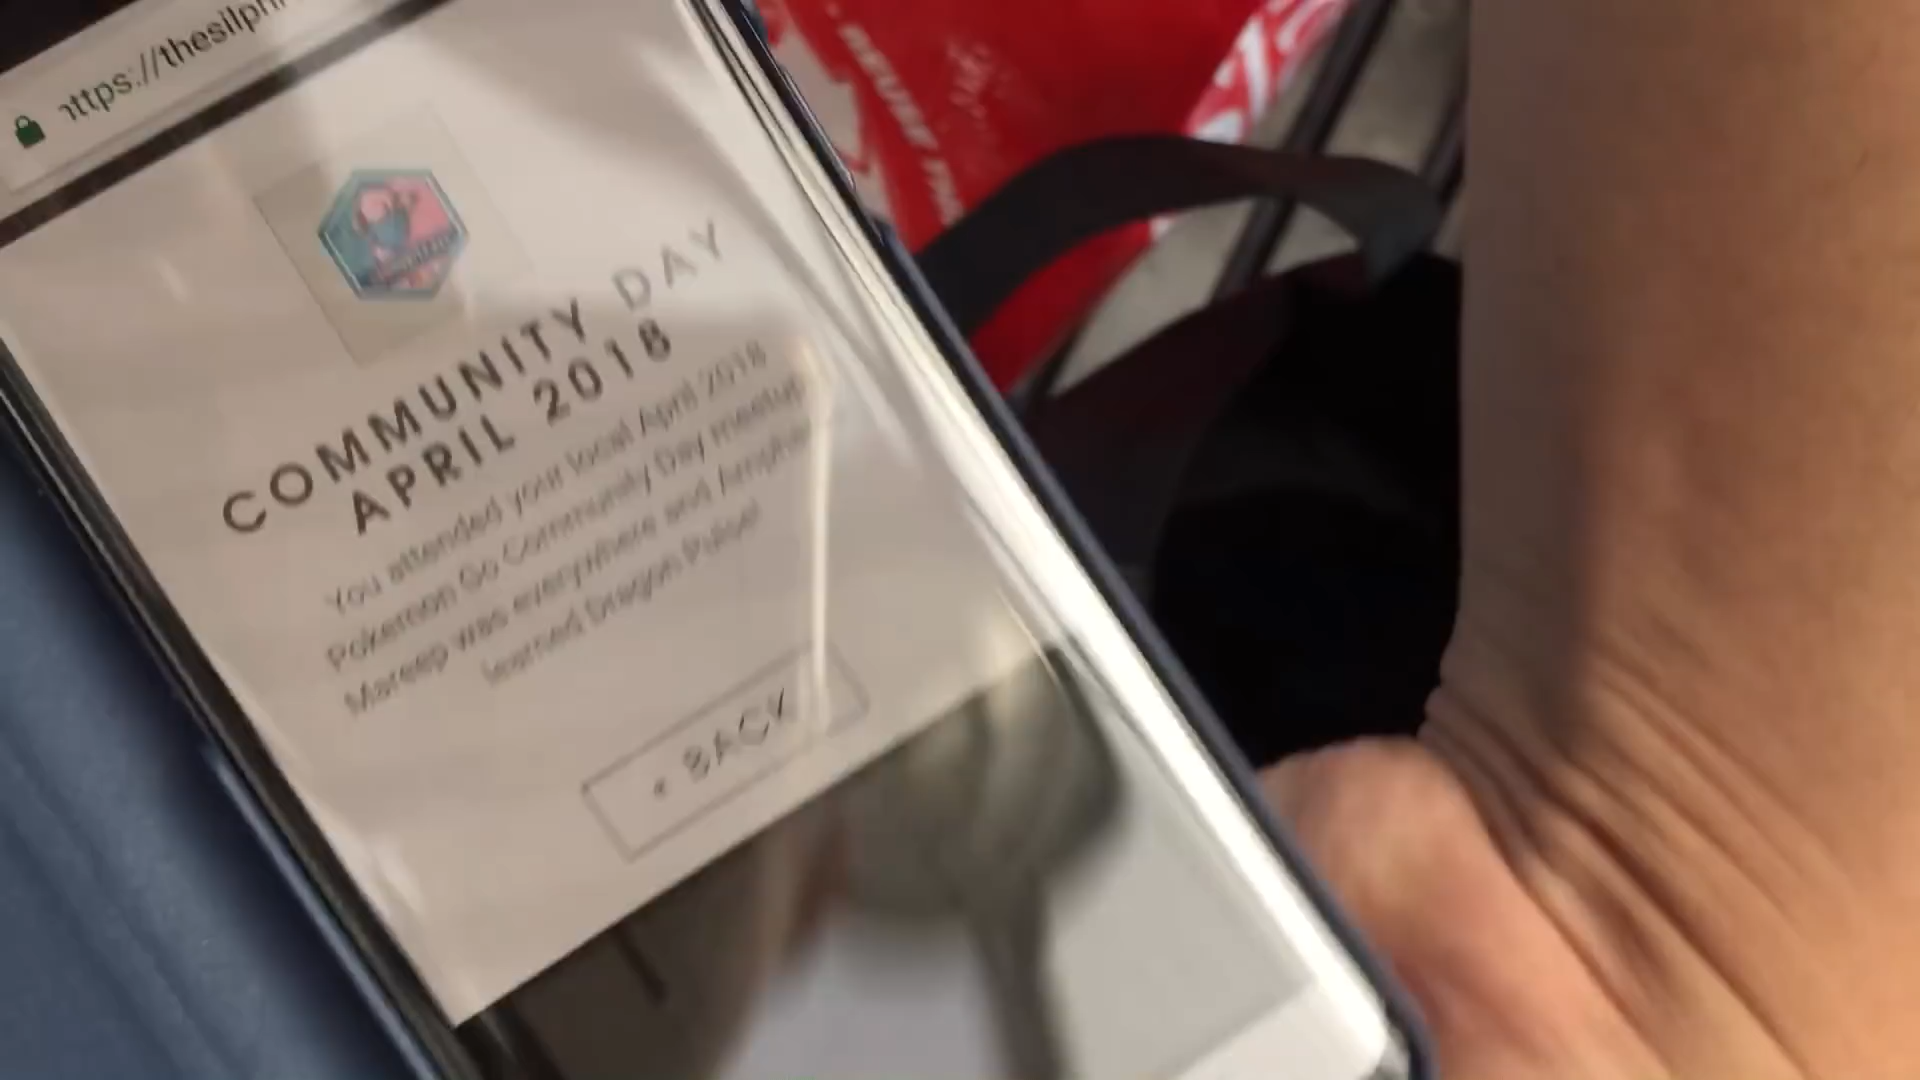 https://thesilph
COMMUNITY DAY
APRIL 2018
You attended your local April 2018
Pokemon Go Community Day meetup
Mareep was everywhere and Ampha
learned Dragon Pulse!
« BACK